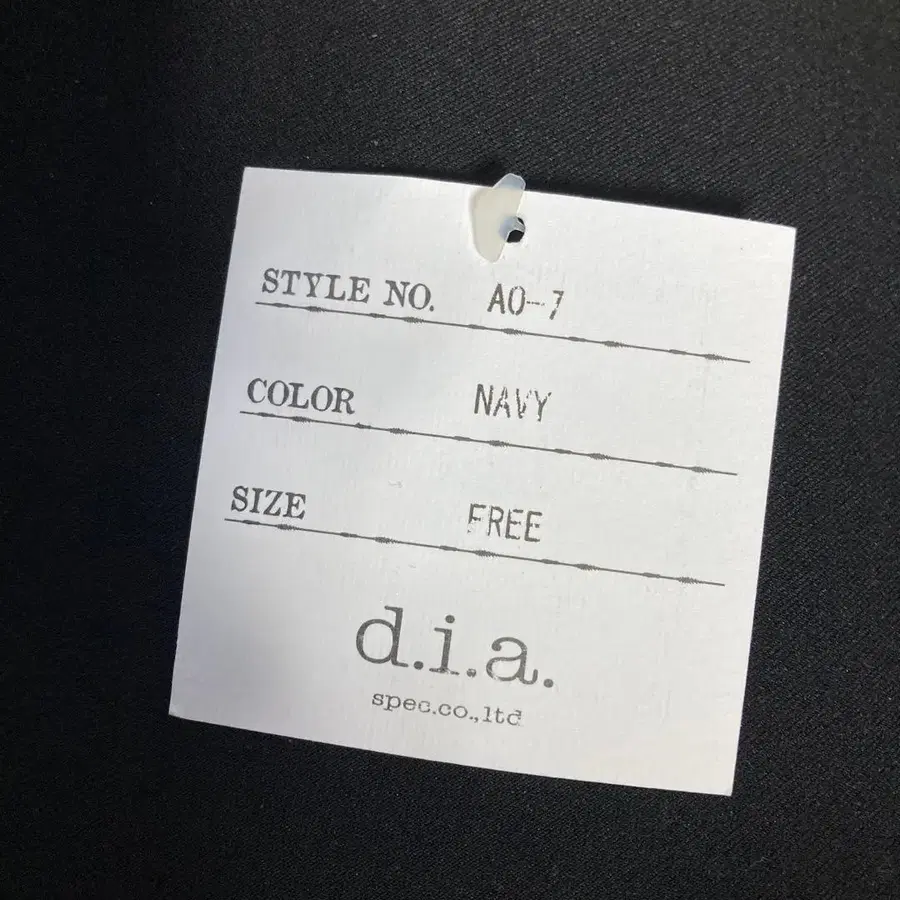 STYLE NO. AO-7
COLOR NAVY
SIZE FREE
d.i.a.
spec.co.,ltd